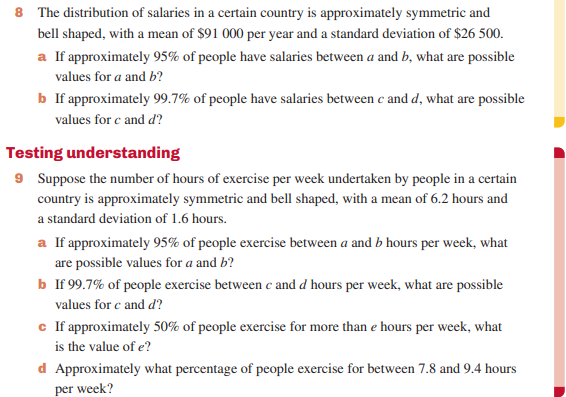 8 The distribution of salaries in a certain country is approximately symmetric and
bell shaped, with a mean of $91 000 per year and a standard deviation of $26 500.
a If approximately 95% of people have salaries between a and b, what are possible
values for a and b?
b If approximately 99.7% of people have salaries between c and d, what are possible
values for c and d?
Testing understanding
9 Suppose the number of hours of exercise per week undertaken by people in a certain
country is approximately symmetric and bell shaped, with a mean of 6.2 hours and
a standard deviation of 1.6 hours.
a If approximately 95% of people exercise between a and b hours per week, what
are possible values for a and b?
b If 99.7% of people exercise between c and d hours per week, what are possible
values for c and d?
c If approximately 50% of people exercise for more than e hours per week, what
is the value of e?
d Approximately what percentage of people exercise for between 7.8 and 9.4 hours
per week?